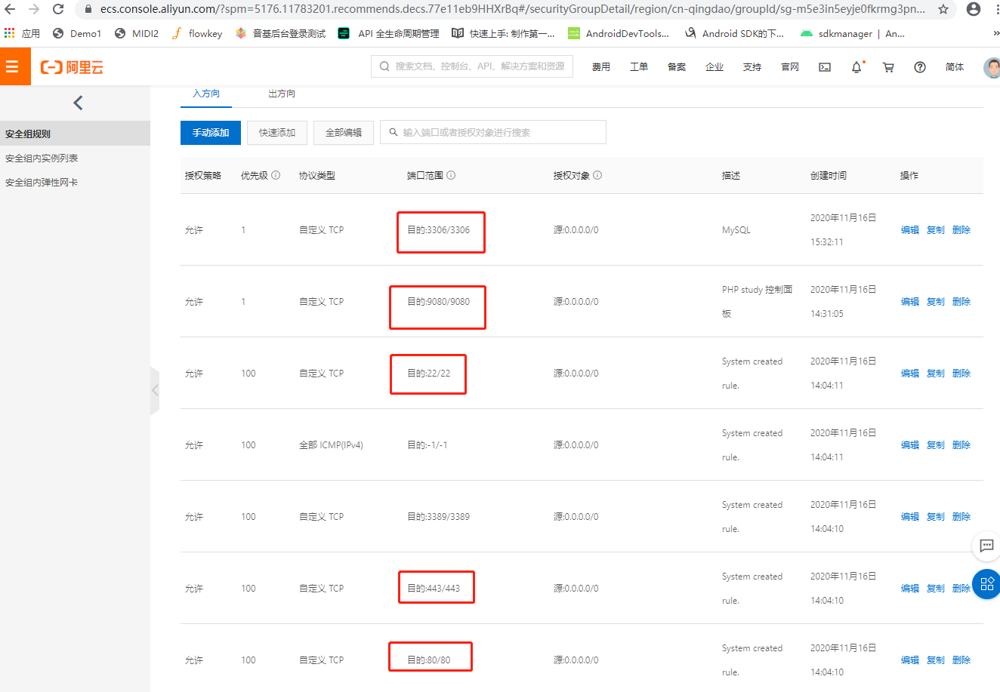 ecs.console.aliyun.com/?spm=5176.11783201.recommends.decs.77e11eb9HHXrBq#/securityGroupDetail/region/cn-qingdao/groupId/sg-m5e3in5eyje0fkrmg3pn...
应用 Demo1 MIDI2 flowkey 音基后台登录测试 API 全生命周期管理 快速上手: 制作第一... AndroidDevTools... Android SDK的下... sdkmanager | An... »
阿里云 搜索文档、控制台、API、解决方案和资源 费用 工单 备案 企业 支持 官网 简体
入方向 出方向
安全组规则
安全组内实例列表
安全组内弹性网卡
手动添加 快速添加 全部编辑 输入端口或者授权对象进行搜索
授权策略 优先级 协议类型 端口范围 授权对象 描述 创建时间 操作
允许 1 自定义 TCP 目的:3306/3306 源:0.0.0.0/0 MySQL 2020年11月16日 编辑 复制 删除
15:32:11
允许 1 自定义 TCP 目的:9080/9080 源:0.0.0.0/0 PHP study 控制面 2020年11月16日 编辑 复制 删除
板 14:31:05
允许 100 自定义 TCP 目的:22/22 源:0.0.0.0/0 System created 2020年11月16日 编辑 复制 删除
rule. 14:04:11
允许 100 全部 ICMP(IPv4) 目的:-1/-1 源:0.0.0.0/0 System created 2020年11月16日 编辑 复制 删除
rule. 14:04:11
允许 100 自定义 TCP 目的:3389/3389 源:0.0.0.0/0 System created 2020年11月16日 编辑 复制 删除
rule. 14:04:10
允许 100 自定义 TCP 目的:443/443 源:0.0.0.0/0 System created 2020年11月16日 编辑 复制 删除
rule. 14:04:10
允许 100 自定义 TCP 目的:80/80 源:0.0.0.0/0 System created 2020年11月16日 编辑 复制 删除
rule. 14:04:10